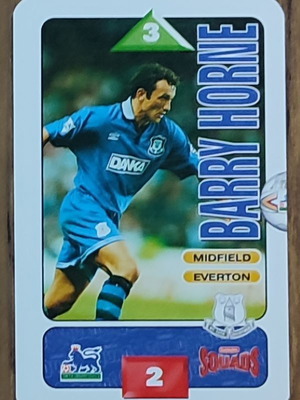 3
BARRY HORNE
DANKA
MIDFIELD
EVERTON
SQUADS
2